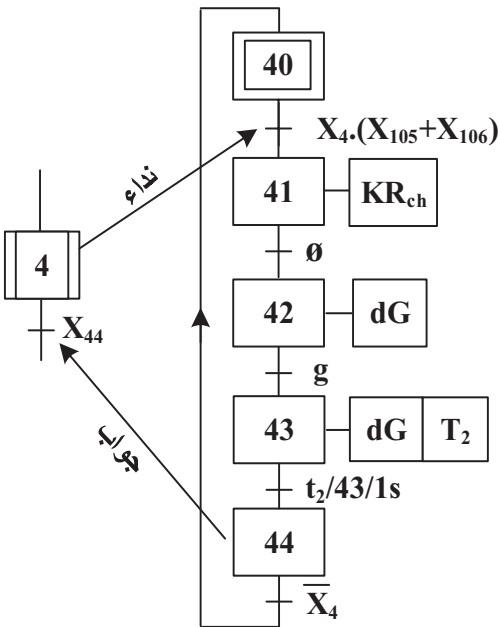 40
X₄.(X₁₀₅+X₁₀₆)
نداء
41 KR_ch
ø
4
42 dG
X₄₄
g
43 dG T₂
جواب
t₂/43/1s
44
X̅₄